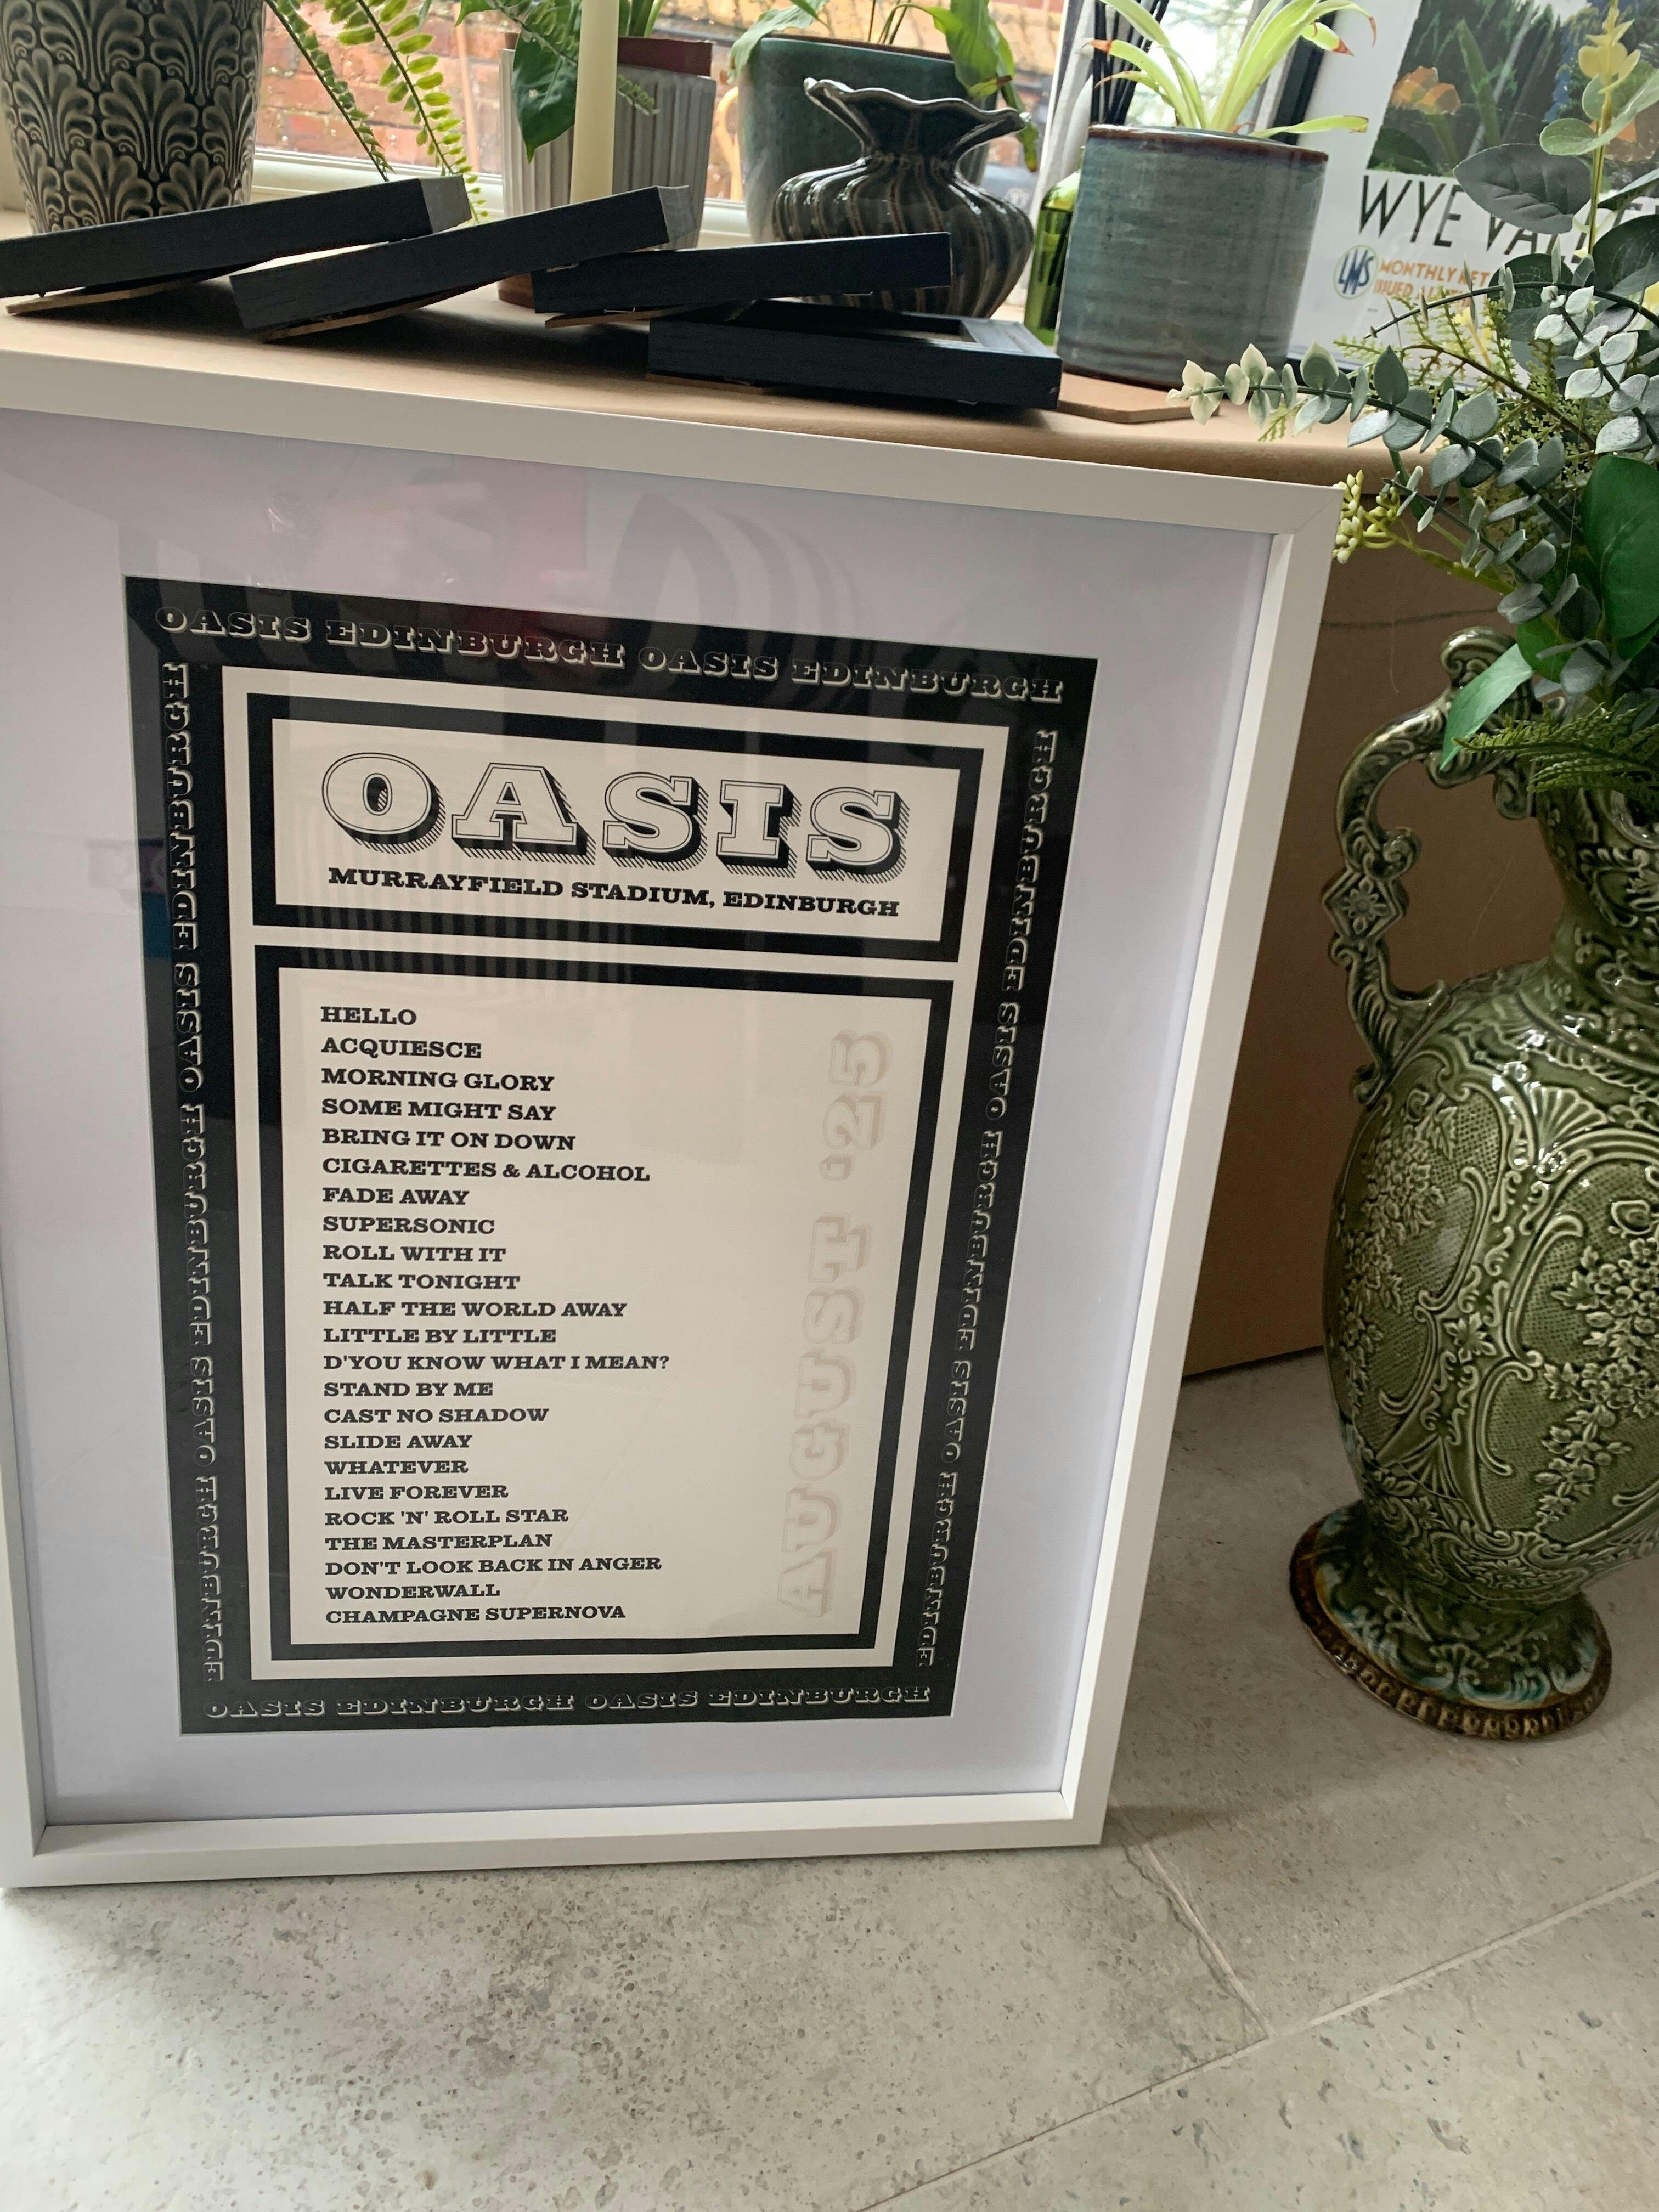 WYE
LMS
MONTHLY
OASIS EDINBURGH OASIS EDINBURGH
EDINBURGH OASIS EDINBURGH OASIS EDINBURGH
OASIS
MURRAYFIELD STADIUM, EDINBURGH
HELLO
ACQUIESCE
MORNING GLORY
SOME MIGHT SAY
BRING IT ON DOWN
CIGARETTES & ALCOHOL
FADE AWAY
SUPERSONIC
ROLL WITH IT
TALK TONIGHT
HALF THE WORLD AWAY
LITTLE BY LITTLE
D'YOU KNOW WHAT I MEAN?
STAND BY ME
CAST NO SHADOW
SLIDE AWAY
WHATEVER
LIVE FOREVER
ROCK 'N' ROLL STAR
THE MASTERPLAN
DON'T LOOK BACK IN ANGER
WONDERWALL
CHAMPAGNE SUPERNOVA
AUGUST '25
EDINBURGH OASIS EDINBURGH OASIS EDINBURGH
OASIS EDINBURGH OASIS EDINBURGH